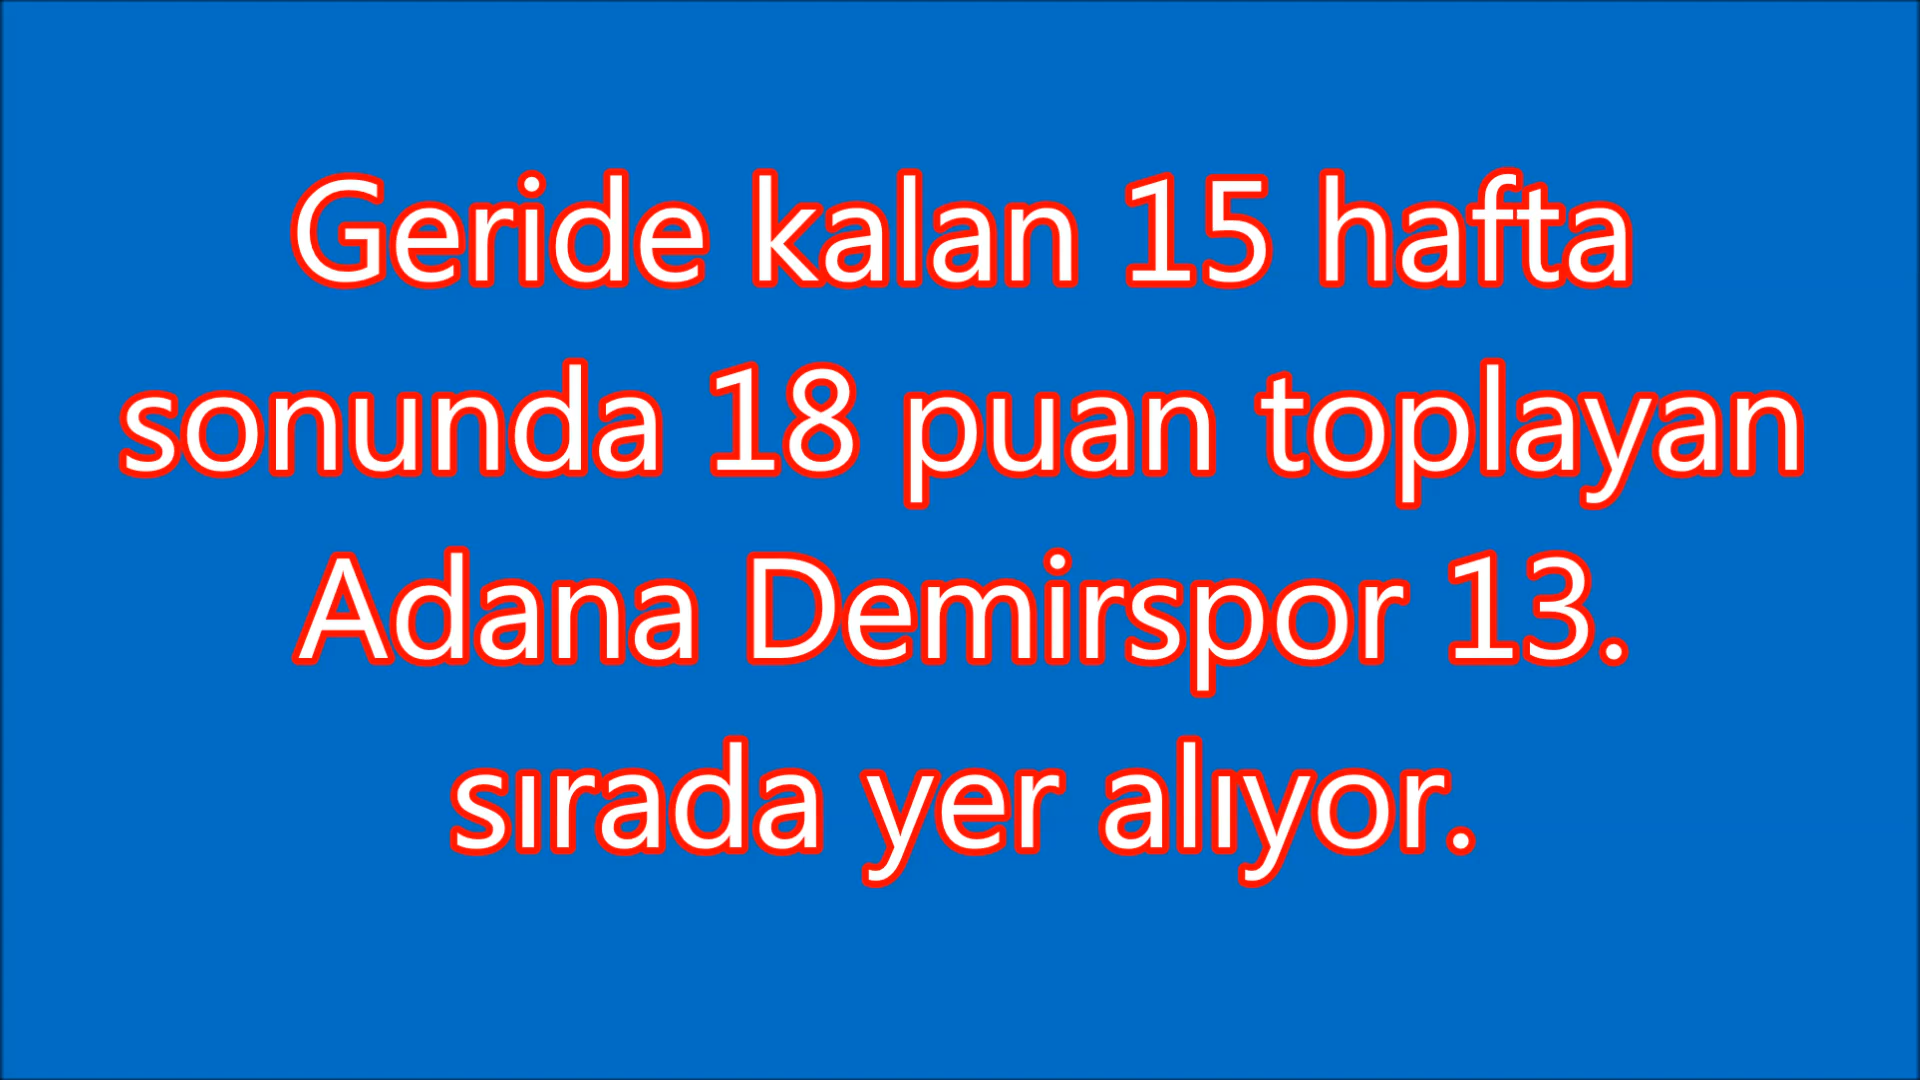 Geride kalan 15 hafta
sonunda 18 puan toplayan
Adana Demirspor 13.
sırada yer alıyor.